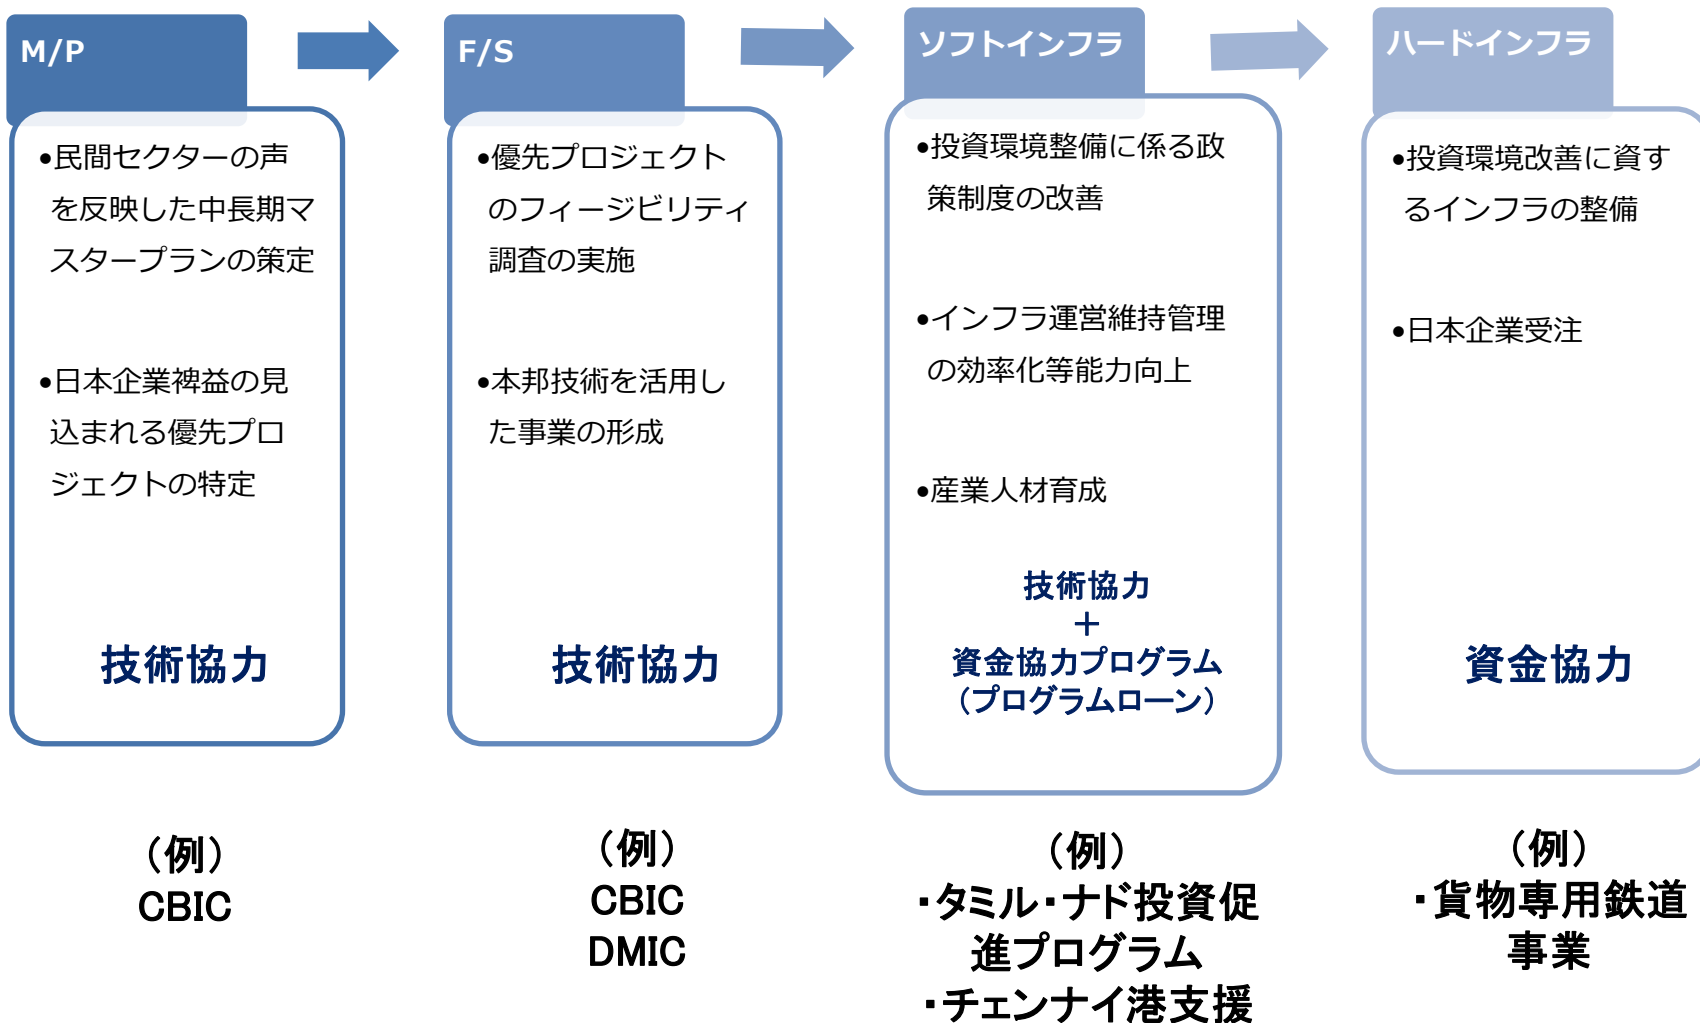 M/P
•民間セクターの声
を反映した中長期マ
スタープランの策定
•日本企業裨益の見
込まれる優先プロ
ジェクトの特定
技術協力
（例）
CBIC
F/S
•優先プロジェクト
のフィージビリティ
調査の実施
•本邦技術を活用し
た事業の形成
技術協力
（例）
CBIC
DMIC
ソフトインフラ
•投資環境整備に係る政
策制度の改善
•インフラ運営維持管理
の効率化等能力向上
•産業人材育成
技術協力
＋
資金協力プログラム
（プログラムローン）
（例）
・タミル・ナド投資促
進プログラム
・チェンナイ港支援
ハードインフラ
•投資環境改善に資す
るインフラの整備
•日本企業受注
資金協力
（例）
・貨物専用鉄道
事業